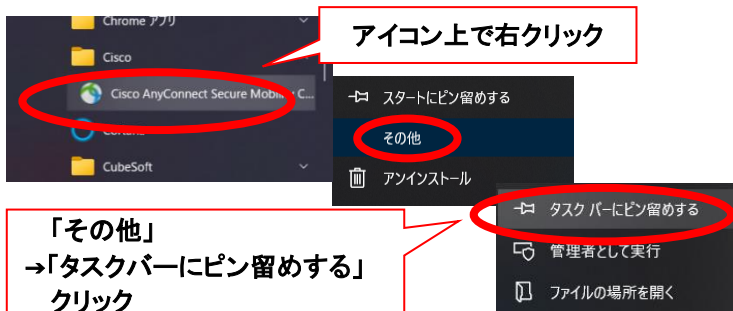 Chrome アプリ
アイコン上で右クリック
Cisco
Cisco AnyConnect Secure Mobility C...
スタートにピン留めする
その他
CubeSoft
アンインストール
タスク バーにピン留めする
「その他」
管理者として実行
→「タスクバーにピン留めする」
ファイルの場所を開く
クリック